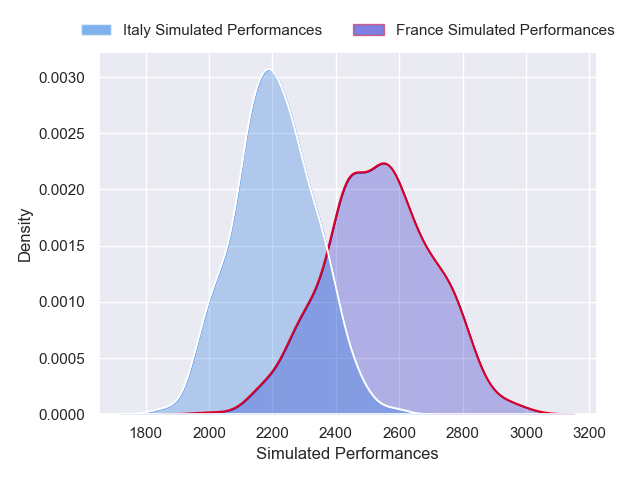 Italy Simulated Performances France Simulated Performances
0.0030
0.0025
0.0020
0.0015
0.0010
0.0005
0.0000
Density
1800 2000 2200 2400 2600 2800 3000 3200
Simulated Performances